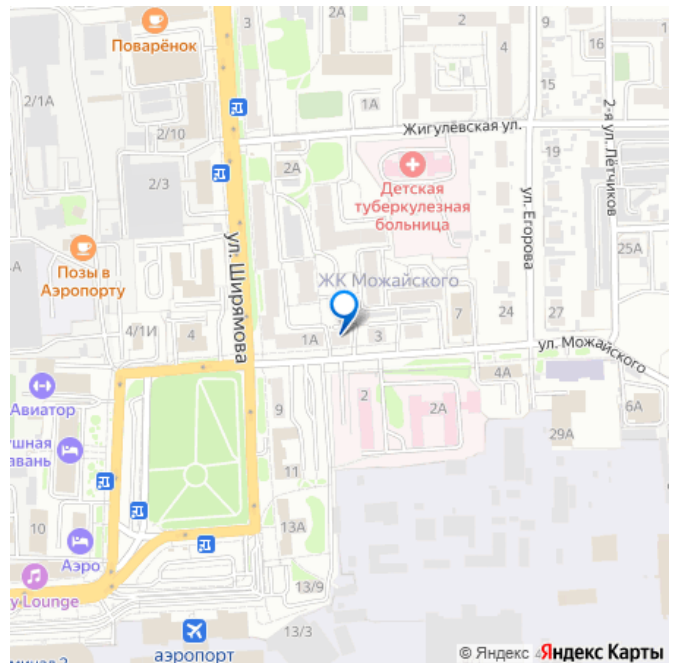 3
2А
2
9
16
Поварёнок
4
2/1А
15
1А
2-я ул. Лётчиков
2/10
Жигулёвская ул.
19
2А
2/3
Детская
туберкулезная
больница
ул. Егорова
ул. Ширямова
25А
Позы в
Аэропорту
ЖК Можайского
7
24
27
4/1И
4
1А
3
ул. Можайского
4А
Авиатор
2
2А
9
6А
29А
ушная
авань
11
10
13А
Аэро
13/9
y Lounge
13/3
аэропорт
© Яндекс
Яндекс Карты